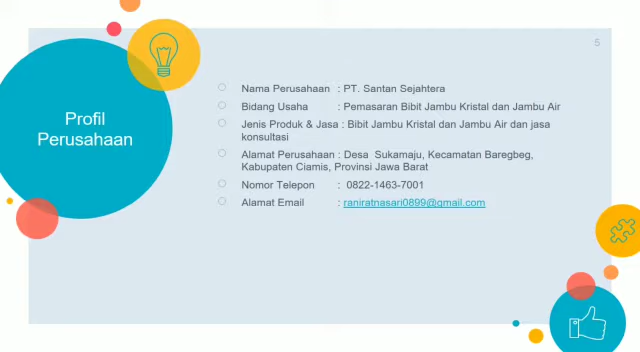 5
Profil
Perusahaan
Nama Perusahaan : PT. Santan Sejahtera
Bidang Usaha : Pemasaran Bibit Jambu Kristal dan Jambu Air
Jenis Produk & Jasa : Bibit Jambu Kristal dan Jambu Air dan jasa
konsultasi
Alamat Perusahaan : Desa Sukamaju, Kecamatan Baregbeg,
Kabupaten Ciamis, Provinsi Jawa Barat
Nomor Telepon : 0822-1463-7001
Alamat Email : raniratnasari0899@gmail.com